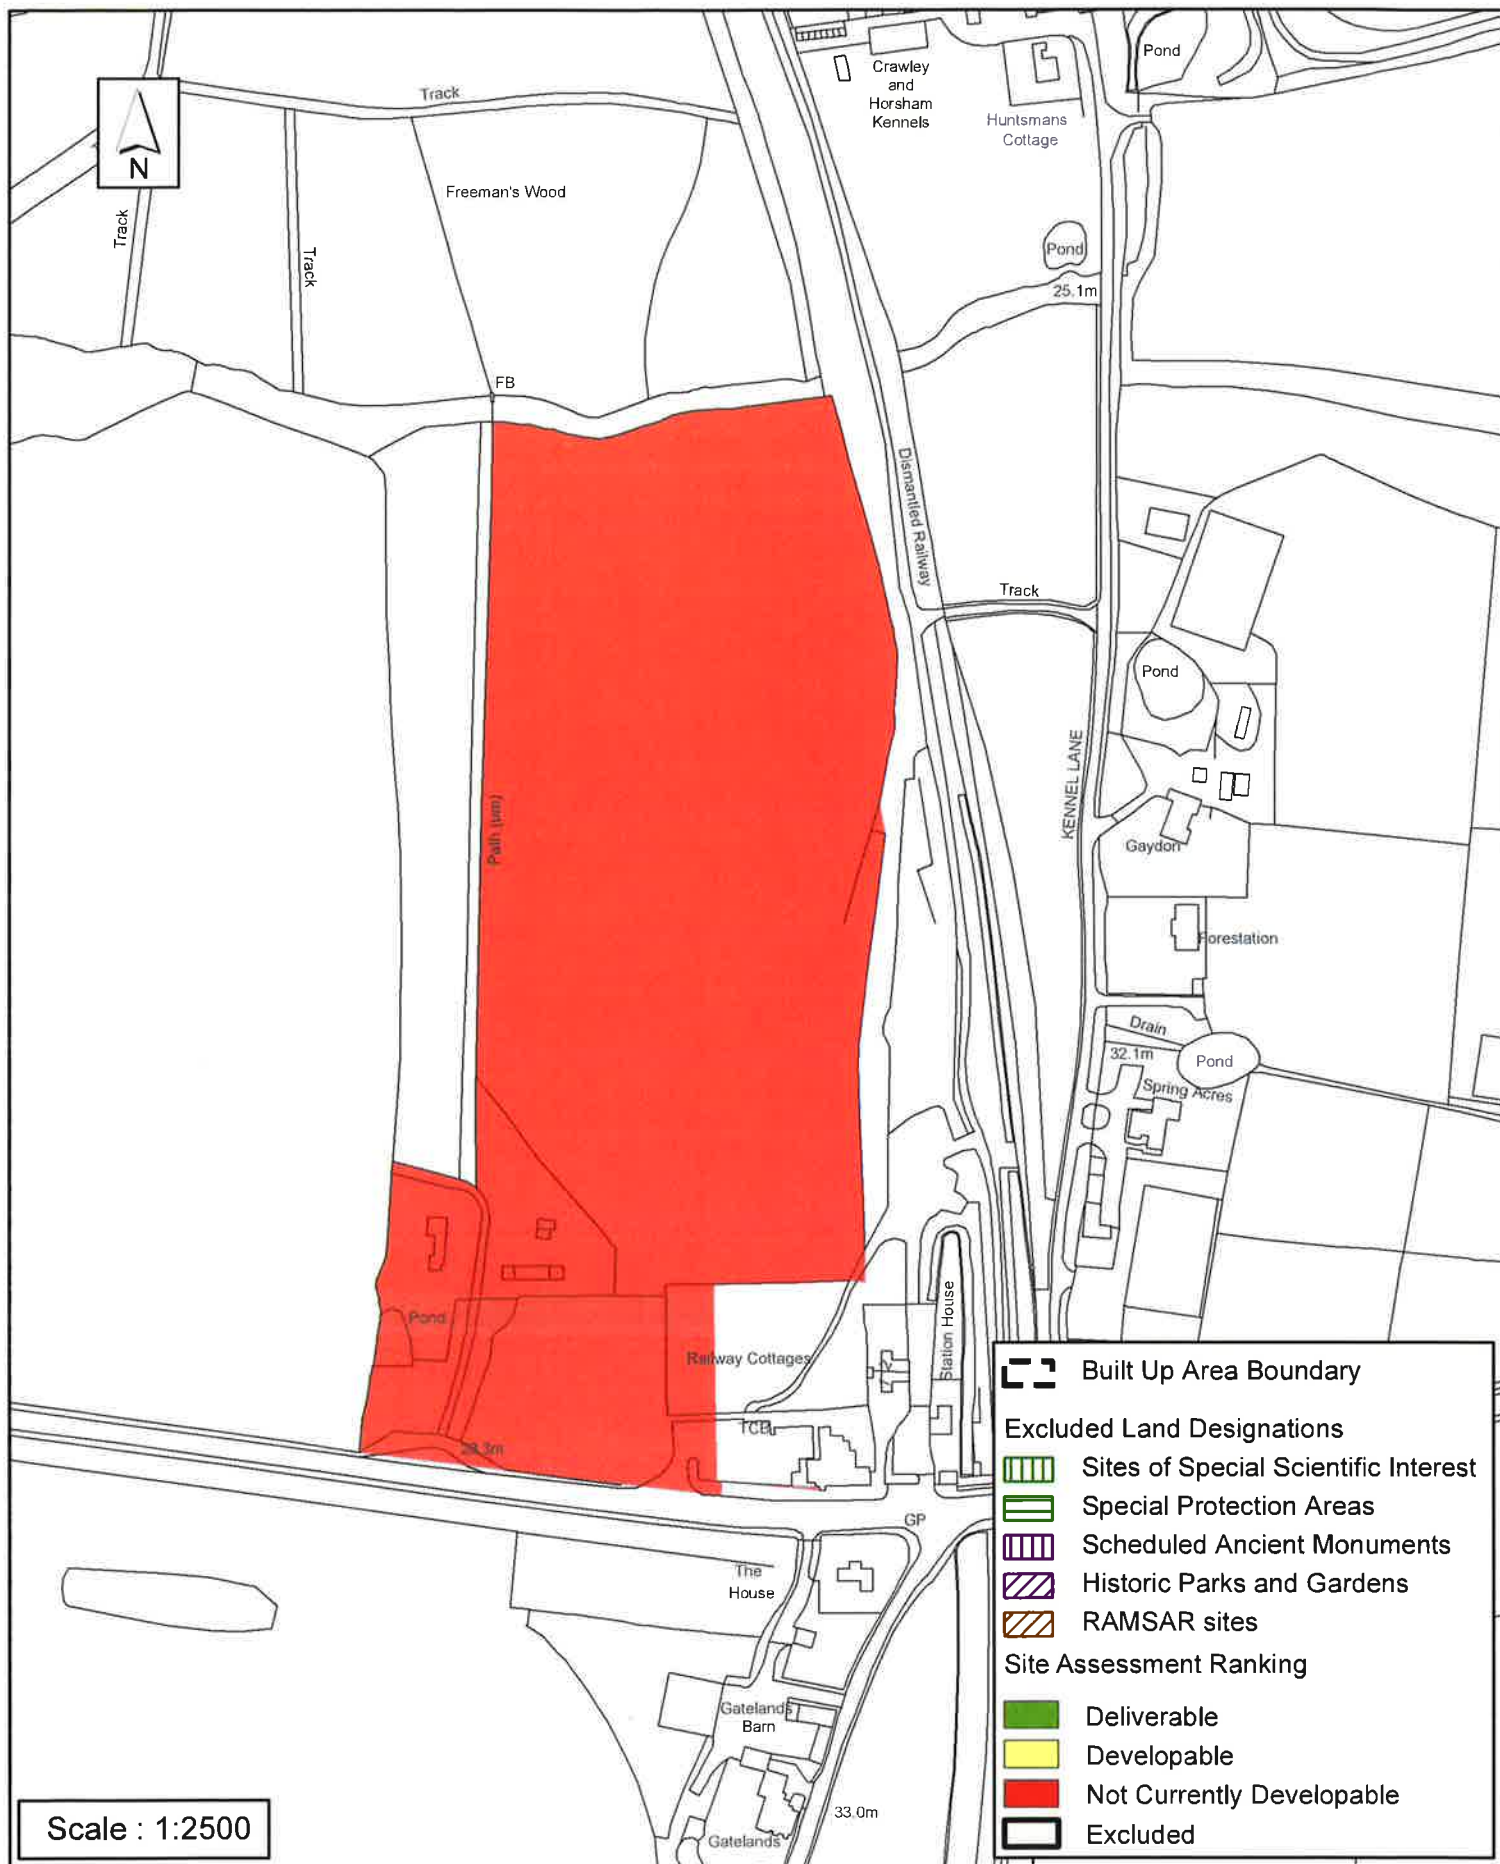 Pond
Crawley
and
Horsham
Kennels
Huntsmans
Cottage
Track
N
Freeman's Wood
Track
Track
Pond
25.1m
FB
Dismantled Railway
Track
Pond
KENNEL LANE
Path (um)
Gaydon
Forestation
Drain
32.1m
Pond
Spring Acres
Pond
Station House
Railway Cottages
2
TCB
28.3m
GP
The
House
Gatelands
Barn
33.0m
Gatelands
Scale : 1:2500
Built Up Area Boundary
Excluded Land Designations
Sites of Special Scientific Interest
Special Protection Areas
Scheduled Ancient Monuments
Historic Parks and Gardens
RAMSAR sites
Site Assessment Ranking
Deliverable
Developable
Not Currently Developable
Excluded